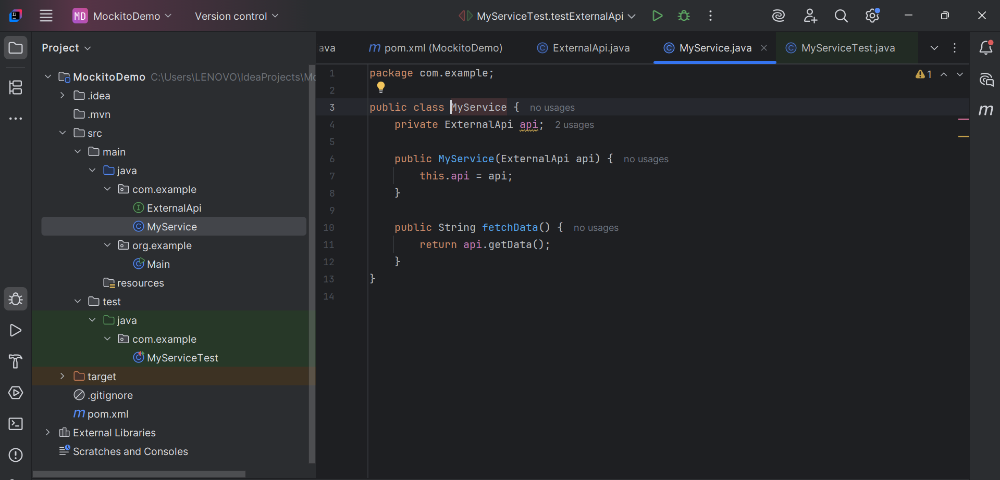 MD MockitoDemo Version control MyServiceTest.testExternalApi
Project
MockitoDemo C:\Users\LENOVO\IdeaProjects\Mo
.idea
.mvn
src
main
java
com.example
ExternalApi
MyService
org.example
Main
resources
test
java
com.example
MyServiceTest
target
.gitignore
pom.xml
External Libraries
Scratches and Consoles
ava pom.xml (MockitoDemo) ExternalApi.java MyService.java MyServiceTest.java
1 package com.example; 1
2
3 public class MyService { no usages
4 private ExternalApi api; 2 usages
5
6 public MyService(ExternalApi api) { no usages
7 this.api = api;
8 }
9
10 public String fetchData() { no usages
11 return api.getData();
12 }
13 }
14